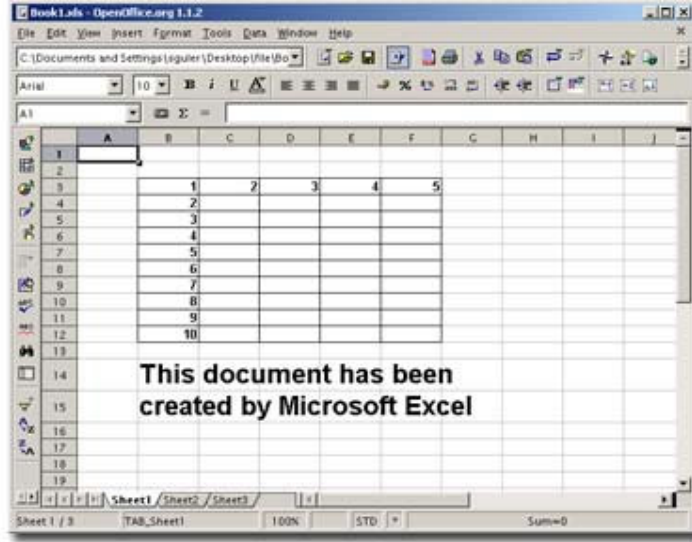 Book1.xls - OpenOffice.org 1.1.2
File Edit View Insert Format Tools Data Window Help
C:\Documents and Settings\sguler\Desktop\file\Bo
Arial 10 B i U A
A1 Σ =
A B C D E F G H I J
1
2
3 1 2 3 4 5
4 2
5 3
6 4
7 5
8 6
9 7
10 8
11 9
12 10
13
14 This document has been
15 created by Microsoft Excel
16
17
18
19
Sheet1 Sheet2 Sheet3
Sheet 1 / 3 TAB_Sheet1 100% STD * Sum=0